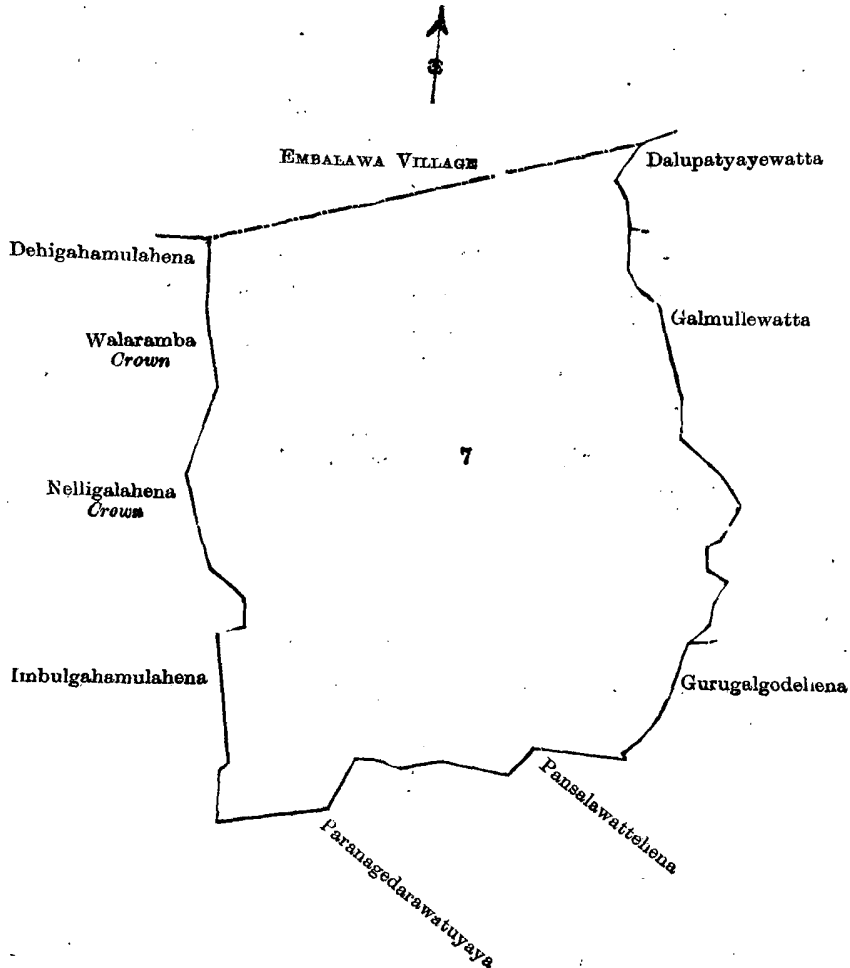 EMBALAWA VILLAGE
Dalupatyayewatta
Dehigahamulahena
Galmullewatta
Walaramba
Crown
7
Nelligalahena
Crown
Imbulgahamulahena
Gurugalgodehena
Pansalawattehena
Paranagedarawatuyaya